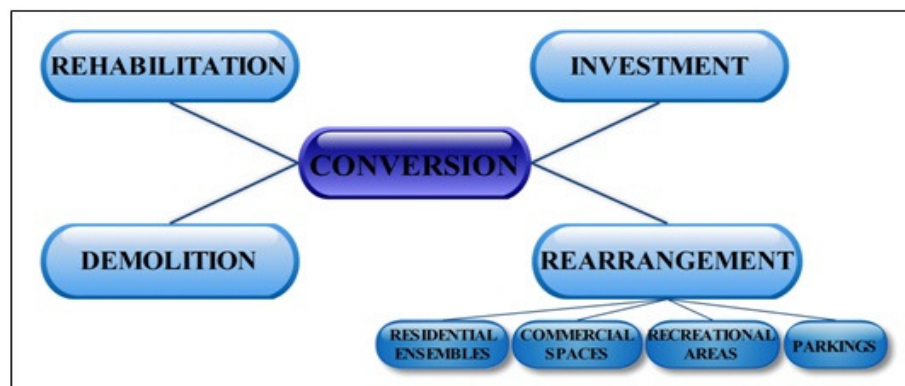 REHABILITATION
INVESTMENT
CONVERSION
DEMOLITION
REARRANGEMENT
RESIDENTIAL
ENSEMBLES
COMMERCIAL
SPACES
RECREATIONAL
AREAS
PARKINGS